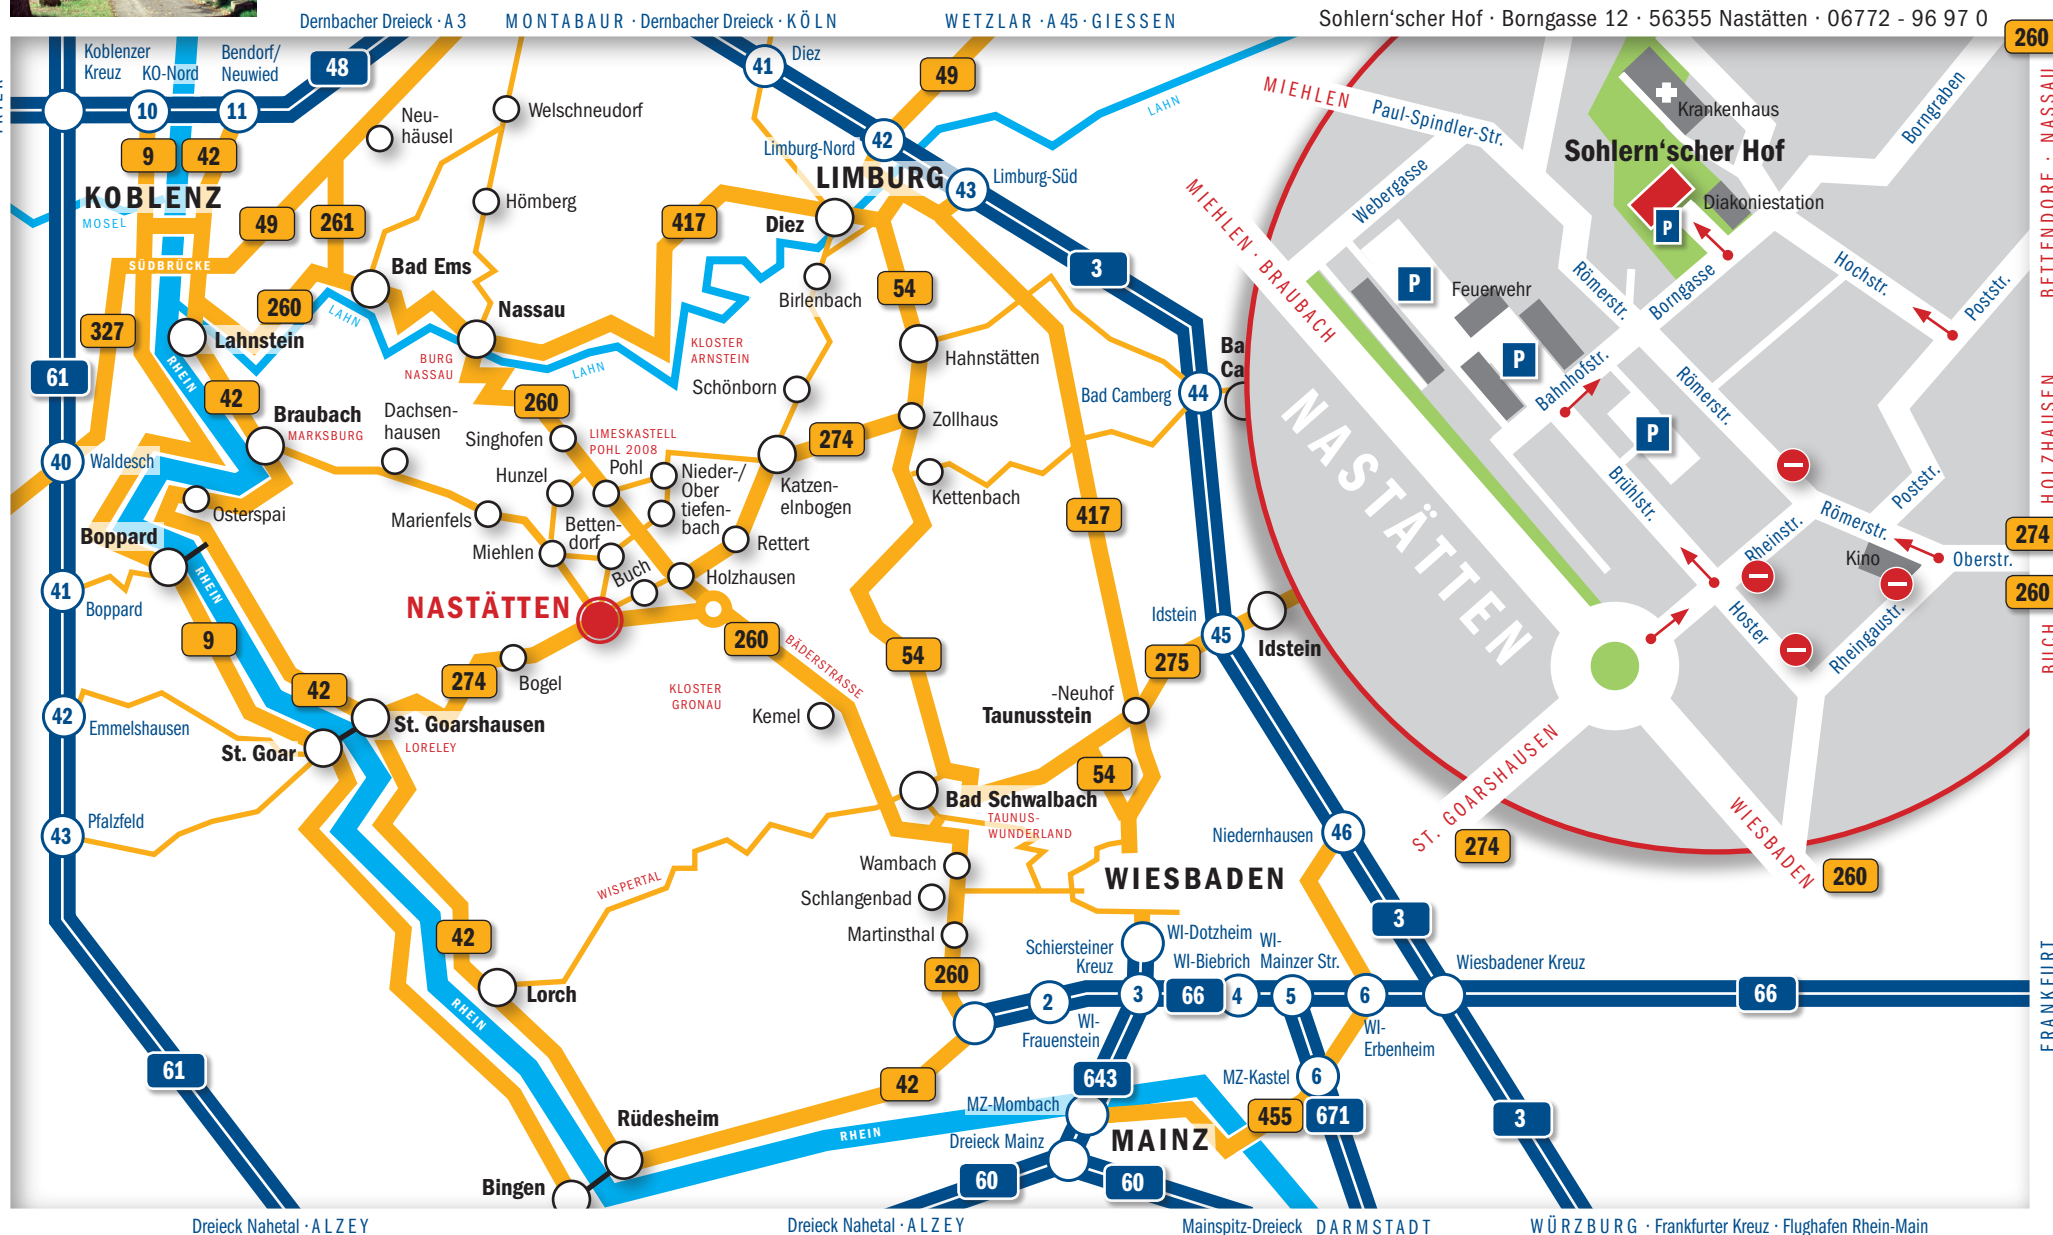 Dernbacher Dreieck · A 3
MONTABAUR · Dernbacher Dreieck · KÖLN
WETZLAR · A 45 · GIESSEN
Sohlern‘scher Hof · Borngasse 12 · 56355 Nastätten · 06772 - 96 97 0
260
Koblenzer
Kreuz
KO-Nord
Bendorf/
Neuwied
48
10
11
9
42
KOBLENZ
MOSEL
49
261
SÜDBRÜCKE
Neu-
häusel
Welschneudorf
Hömberg
41
Diez
49
LAHN
42
Limburg-Nord
LIMBURG
43
Limburg-Süd
Diez
417
3
Bad Ems
260
LAHN
Nassau
BURG
NASSAU
LAHN
KLOSTER
ARNSTEIN
Birlenbach
54
327
Lahnstein
RHEIN
61
42
Hahnstätten
Schönborn
Zollhaus
Bad Camberg
44
Ba
Ca
Braubach
MARKSBURG
Dachsen-
hausen
260
Singhofen
LIMESKASTELL
POHL 2008
274
40
Waldesch
Hunzel
Pohl
Nieder-/
Ober
tiefen-
bach
Katzen-
elnbogen
Kettenbach
Osterspai
Marienfels
Betten-
dorf
Miehlen
Rettert
417
Boppard
RHEIN
Buch
Holzhausen
41
Boppard
NASTÄTTEN
9
260
BÄDERSTRASSE
54
Idstein
45
Idstein
275
42
274
Bogel
KLOSTER
GRONAU
Kemel
-Neuhof
Taunusstein
42
Emmelshausen
St. Goarshausen
LORELEY
St. Goar
54
Bad Schwalbach
TAUNUS-
WUNDERLAND
43
Pfalzfeld
Niedernhausen
46
WISPERTAL
Wambach
Schlangenbad
Martinsthal
WIESBADEN
3
42
260
Lorch
Schiersteiner
Kreuz
WI-Dotzheim
WI-Biebrich
WI-
Mainzer Str.
Wiesbadener Kreuz
2
3
66
4
5
6
66
WI-
Frauenstein
WI-
Erbenheim
RHEIN
61
42
643
MZ-Kastel
6
MZ-Mombach
455
671
3
Rüdesheim
RHEIN
Dreieck Mainz
MAINZ
Bingen
60
60
Dreieck Nahetal · ALZEY
Dreieck Nahetal · ALZEY
Mainspitz-Dreieck DARMSTADT
WÜRZBURG · Frankfurter Kreuz · Flughafen Rhein-Main
MIEHLEN
Paul-Spindler-Str.
Krankenhaus
Borngraben
Sohlern‘scher Hof
Webergasse
Diakoniestation
P
MIEHLEN · BRAUBACH
P
Feuerwehr
Römerstr.
Borngasse
Hochstr.
Poststr.
P
Bahnhofstr.
Römerstr.
P
NASTÄTTEN
Brühlstr.
Poststr.
Rheinstr.
Römerstr.
Kino
Oberstr.
Hoster
Rheingaustr.
ST. GOARSHAUSEN
274
WIESBADEN
260
BETTENDORF · NASSAU
HOLZHAUSEN
274
260
BUCH
FRANKFURT